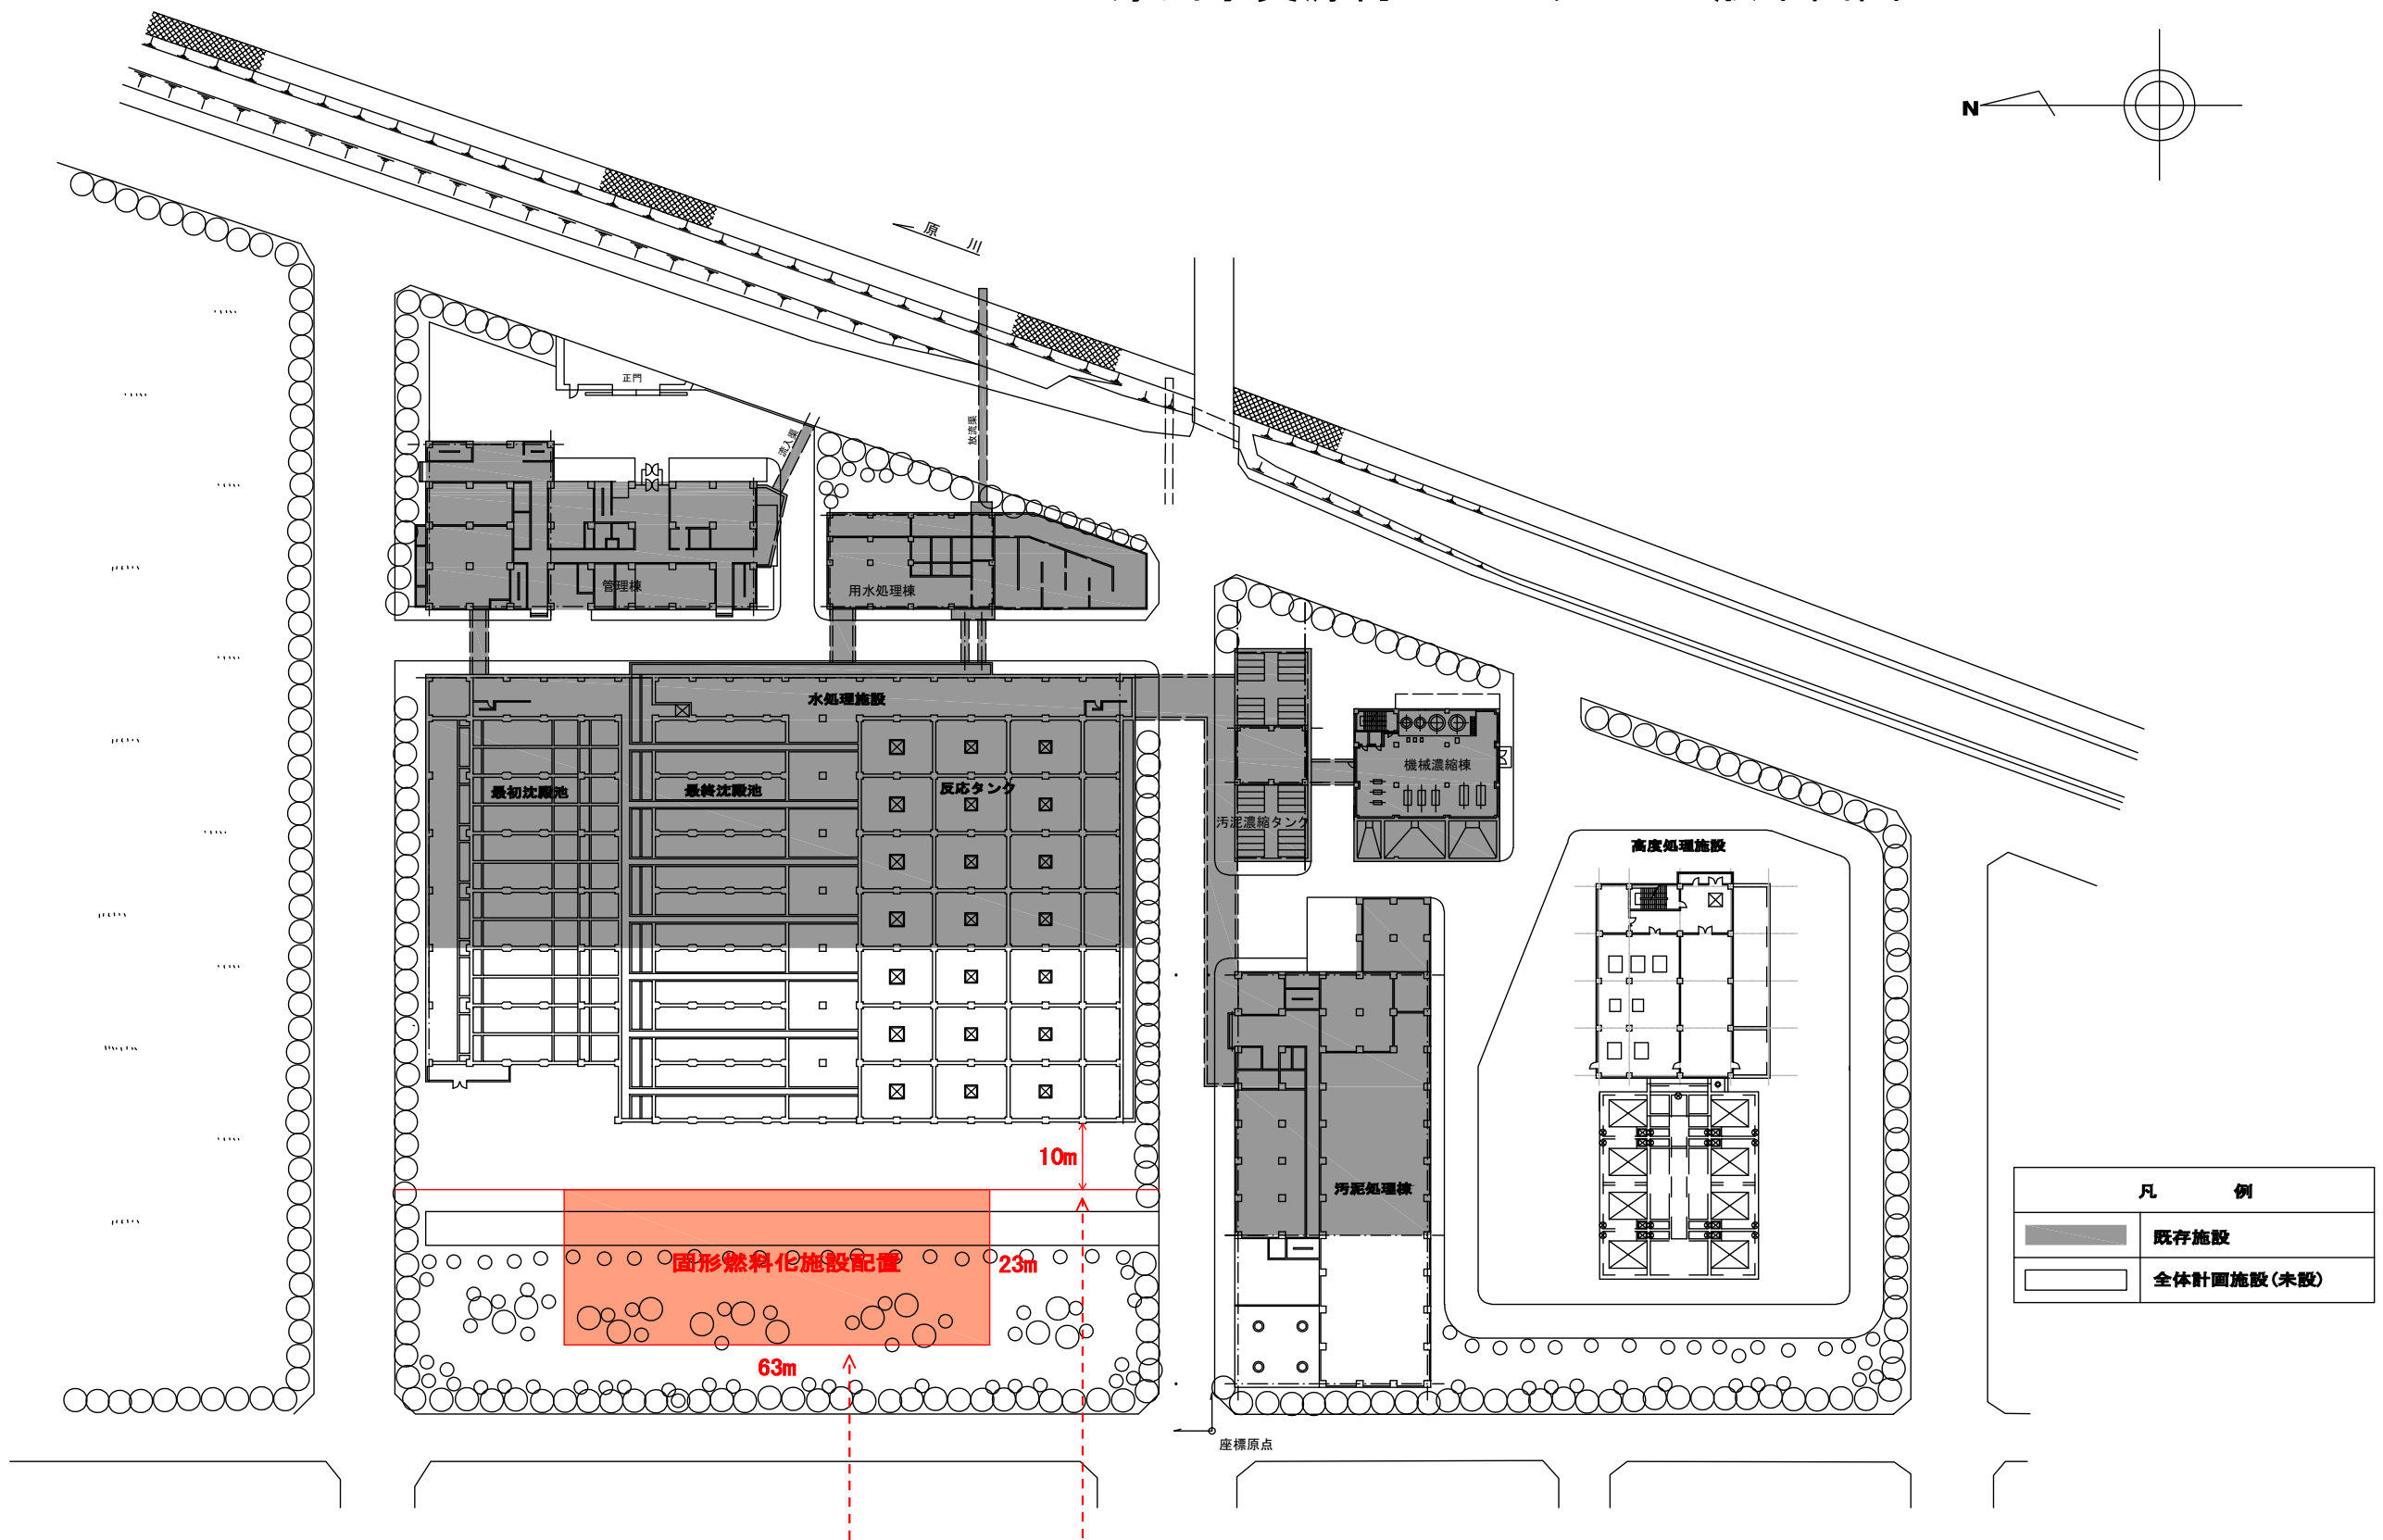 N
原 川
正門
流入渠
放流渠
管理棟
用水処理棟
水処理施設
最初沈殿池
最終沈殿池
反応タンク
機械濃縮棟
汚泥濃縮タンク
高度処理施設
10m
汚泥処理棟
固形燃料化施設配置
23m
63m
座標原点
凡 例
既存施設
全体計画施設(未設)